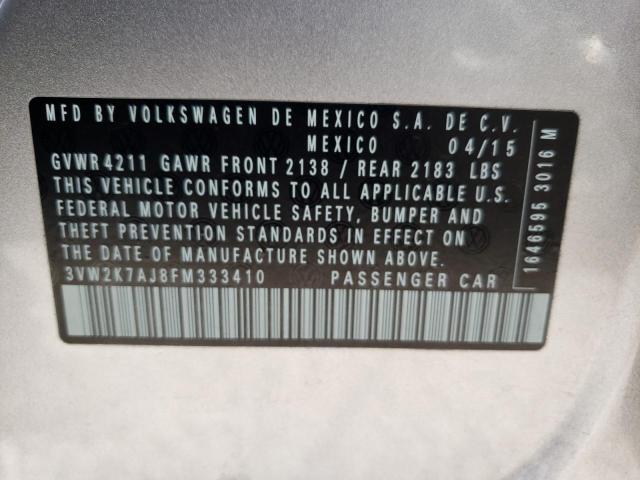 MFD BY VOLKSWAGEN DE MEXICO S.A. DE C.V.
MEXICO 04/15
GVWR4211 GAWR FRONT 2138 / REAR 2183 LBS
THIS VEHICLE CONFORMS TO ALL APPLICABLE U.S.
FEDERAL MOTOR VEHICLE SAFETY, BUMPER AND
THEFT PREVENTION STANDARDS IN EFFECT ON
THE DATE OF MANUFACTURE SHOWN ABOVE.
3VW2K7AJ8FM333410 PASSENGER CAR
1646595 3016 M